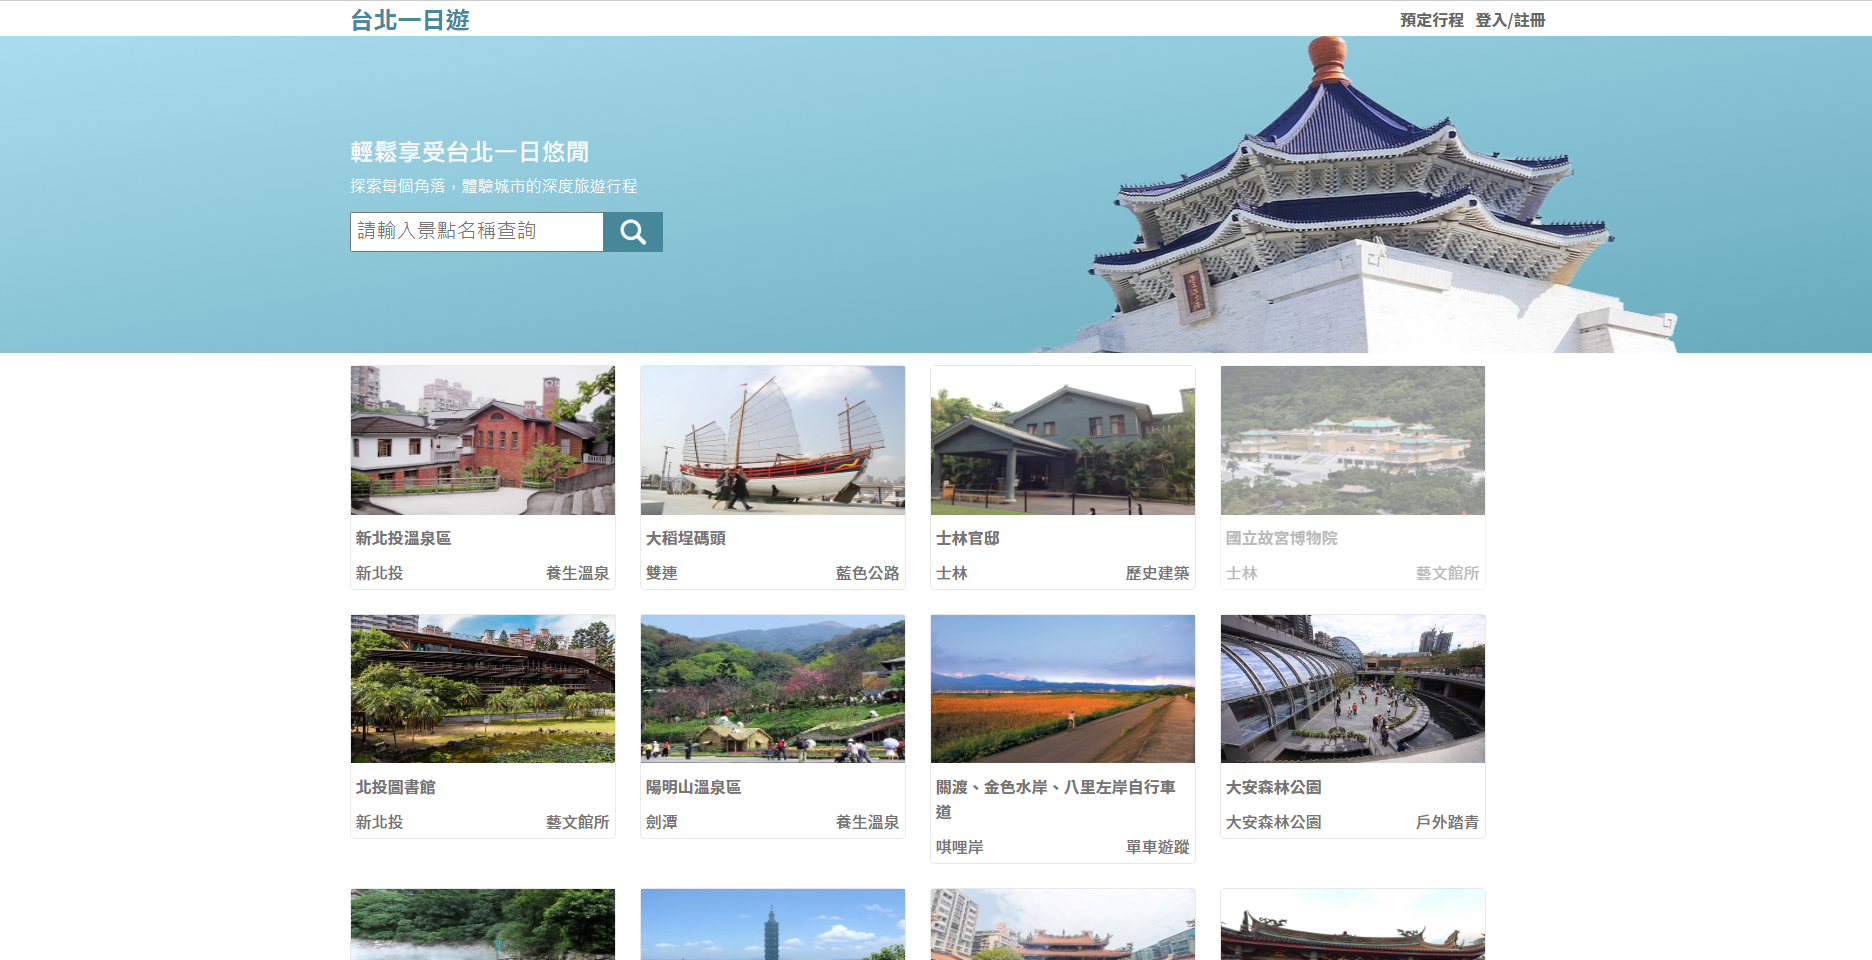 台北一日遊
預定行程 登入/註冊
輕鬆享受台北一日悠閒
探索每個角落，體驗城市的深度旅遊行程
請輸入景點名稱查詢
新北投溫泉區
新北投 養生溫泉
大稻埕碼頭
雙連 藍色公路
士林官邸
士林 歷史建築
國立故宮博物院
士林 藝文館所
北投圖書館
新北投 藝文館所
陽明山溫泉區
劍潭 養生溫泉
關渡、金色水岸、八里左岸自行車
道
唭哩岸 單車遊蹤
大安森林公園
大安森林公園 戶外踏青